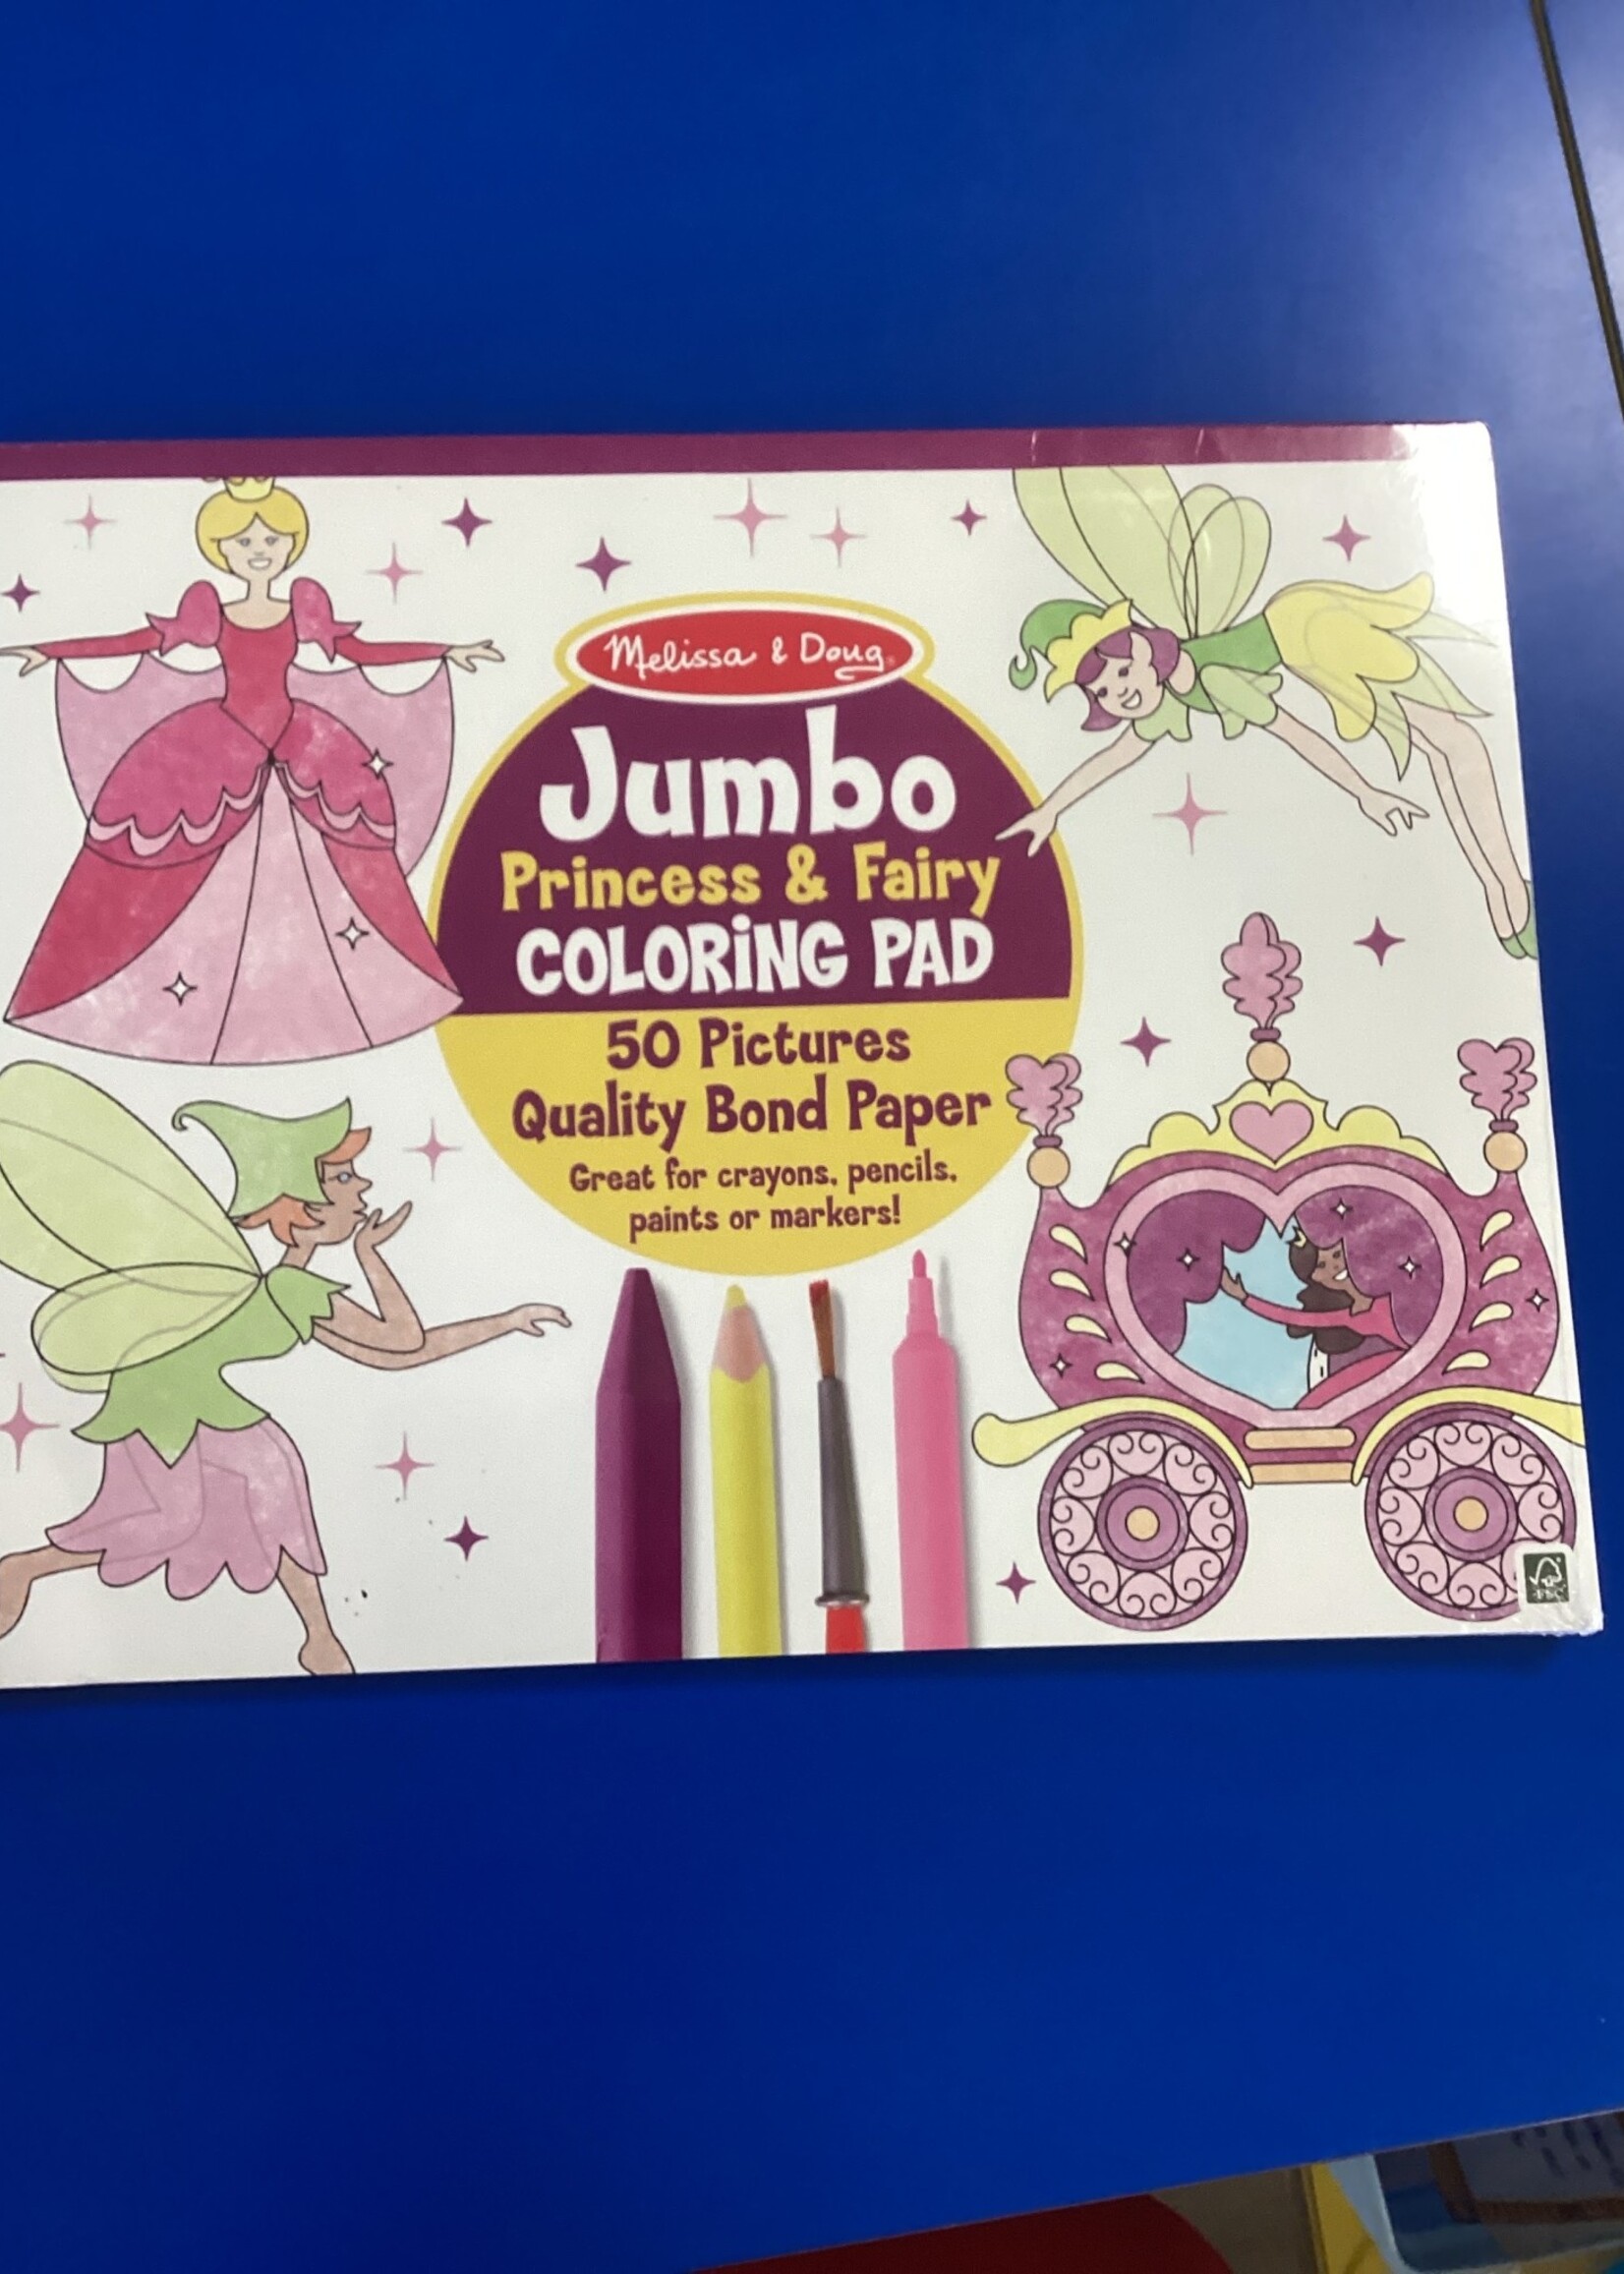 Melissa & Doug
Jumbo
Princess & Fairy
COLORiNG PAD
50 Pictures
Quality Bond Paper
Great for crayons, pencils,
paints or markers!
FSC